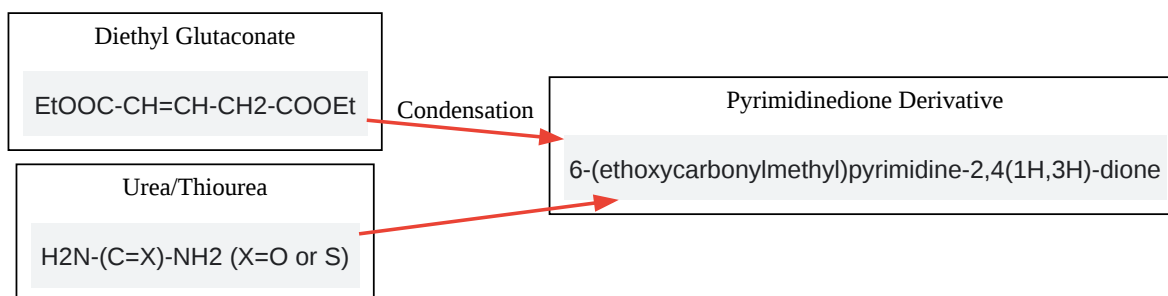 Diethyl Glutaconate
EtOOC-CH=CH-CH2-COOEt
Condensation
Pyrimidinedione Derivative
6-(ethoxycarbonylmethyl)pyrimidine-2,4(1H,3H)-dione
Urea/Thiourea
H2N-(C=X)-NH2 (X=O or S)